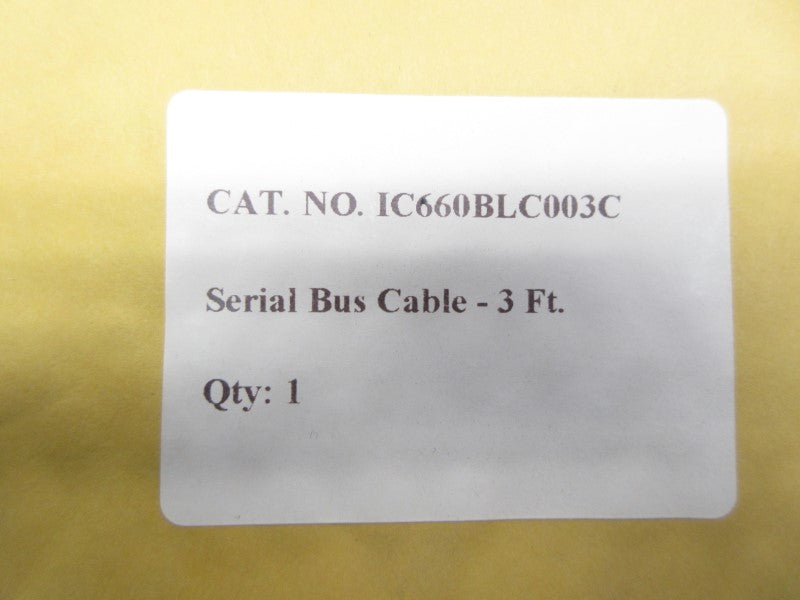 CAT. NO. IC660BLC003C
Serial Bus Cable - 3 Ft.
Qty: 1